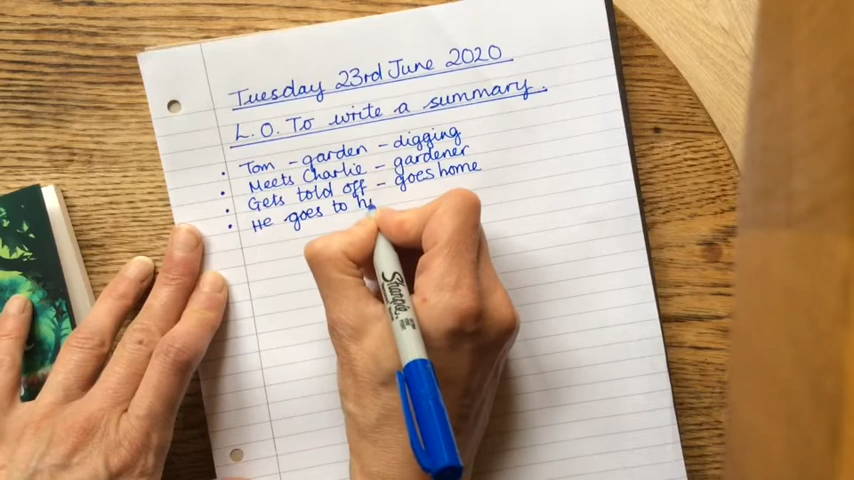 Tuesday 23rd June 2020
L.O. To write a summary.
• Tom - garden - digging
• Meets Charlie - gardener
• Gets told off - goes home
• He goes to
Sharpie